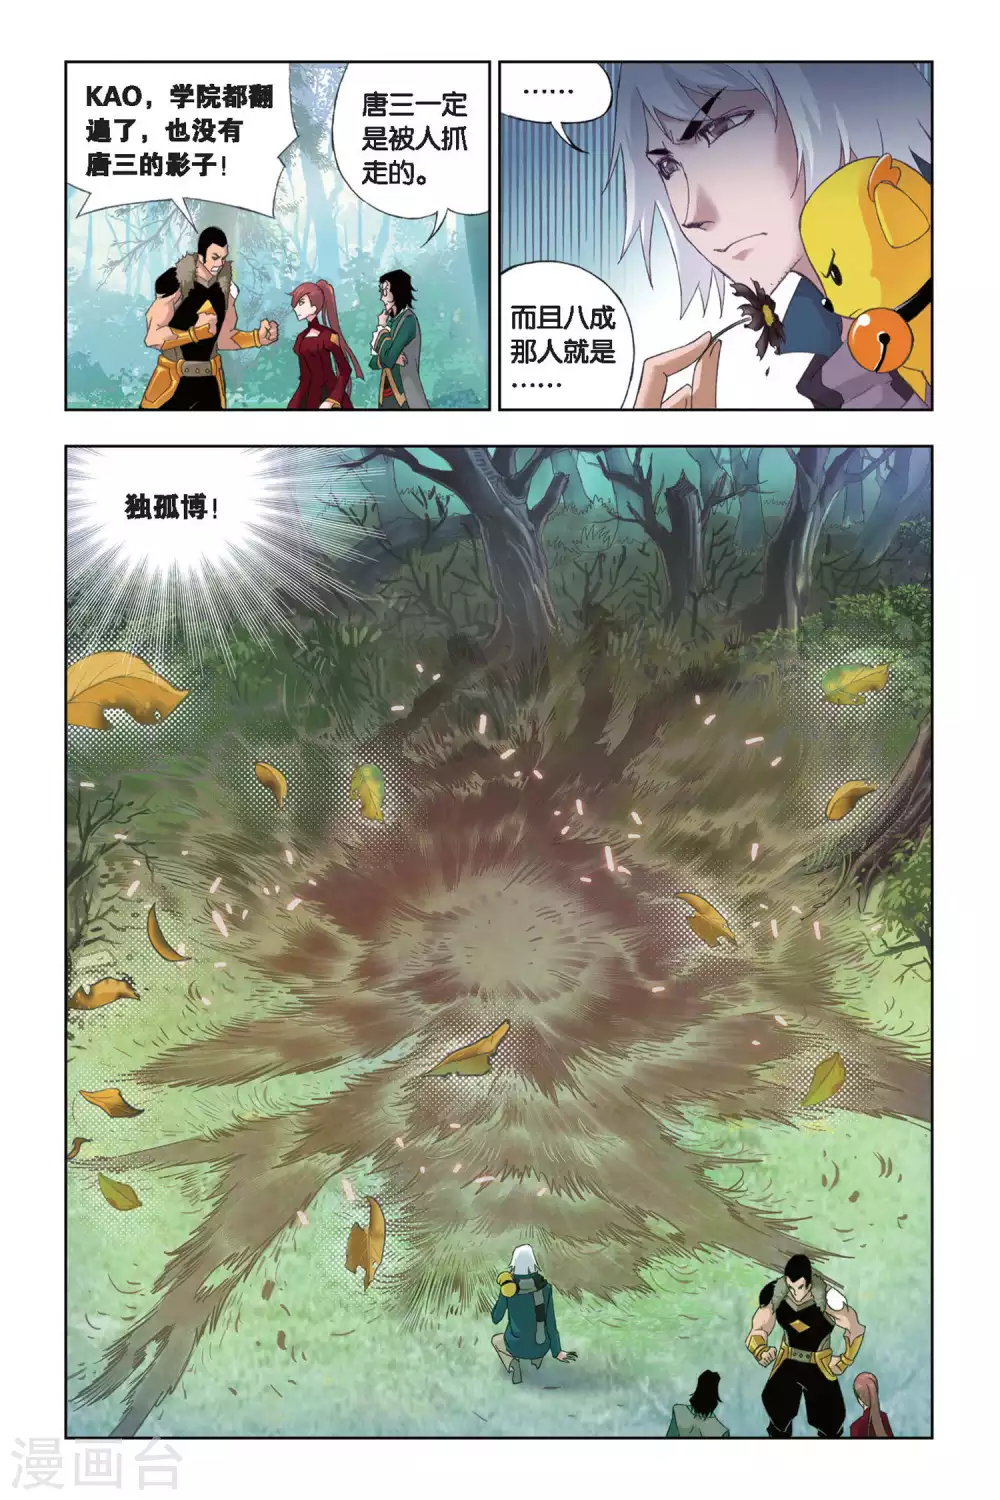 KAO，学院都翻
遍了，也没有
唐三的影子！
唐三一定
是被人抓
走的。
……
而且八成
那人就是
……
独孤博！
漫画台